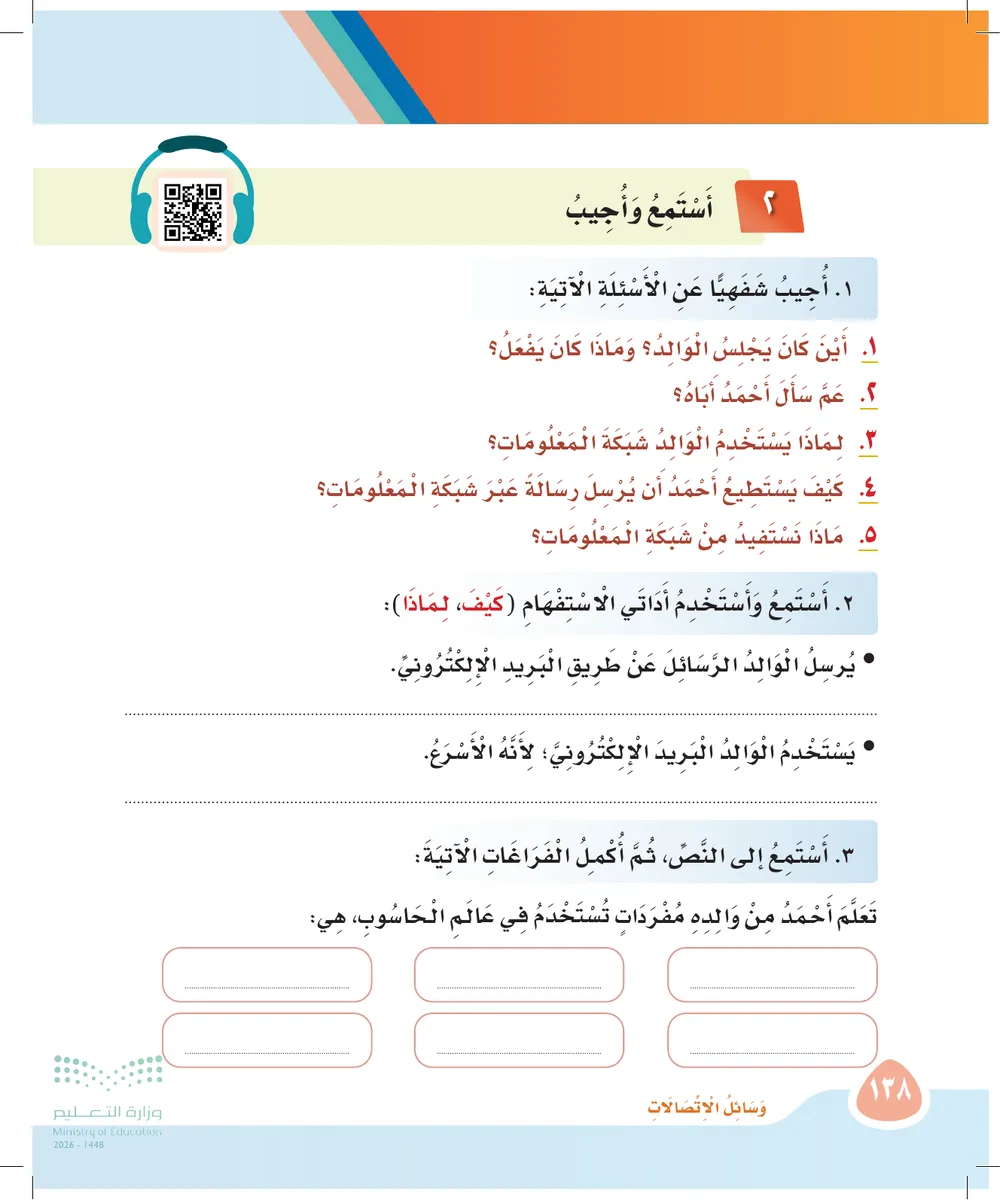 ٢
أَسْتَمِعُ وَأُجِيبُ
١. أُجِيبُ شَفَهِيًّا عَنِ الْأَسْئِلَةِ الْآتِيَةِ:
١. أَيْنَ كَانَ يَجْلِسُ الْوَالِدُ؟ وَمَاذَا كَانَ يَفْعَلُ؟
٢. عَمَّ سَأَلَ أَحْمَدُ أَبَاهُ؟
٣. لِمَاذَا يَسْتَخْدِمُ الْوَالِدُ شَبَكَةَ الْمَعْلُومَاتِ؟
٤. كَيْفَ يَسْتَطِيعُ أَحْمَدُ أَن يُرْسِلَ رِسَالَةً عَبْرَ شَبَكَةِ الْمَعْلُومَاتِ؟
٥. مَاذَا نَسْتَفِيدُ مِنْ شَبَكَةِ الْمَعْلُومَاتِ؟
٢. أَسْتَمِعُ وَأَسْتَخْدِمُ أَدَاتَي الْاسْتِفْهَامِ (كَيْفَ، لِمَاذَا):
• يُرسِلُ الْوَالِدُ الرَّسَائِلَ عَنْ طَرِيقِ الْبَرِيدِ الْإِلِكْتُرُونِيِّ.
• يَسْتَخْدِمُ الْوَالِدُ الْبَرِيدَ الْإِلِكْتُرُونِيَّ؛ لِأَنَّهُ الْأَسْرَعُ.
٣. أَسْتَمِعُ إلى النَّصِّ، ثُمَّ أُكْمِلُ الْفَرَاغَاتِ الْآتِيَةَ:
تَعَلَّمَ أَحْمَدُ مِنْ وَالِدِهِ مُفْرَدَاتٍ تُسْتَخْدَمُ فِي عَالَمِ الْحَاسُوبِ، هِي:
١٣٨
وَسَائِلُ الْاِتِّصَالَاتِ
وزارة التعـليم
Ministry of Education
2026 - 1448